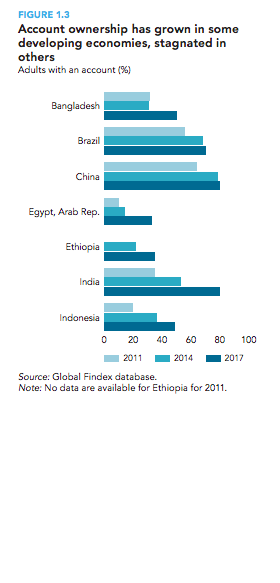 FIGURE 1.3
Account ownership has grown in some
developing economies, stagnated in
others
Adults with an account (%)
Bangladesh
Brazil
China
Egypt, Arab Rep.
Ethiopia
India
Indonesia
0 20 40 60 80 100
2011 2014 2017
Source: Global Findex database.
Note: No data are available for Ethiopia for 2011.